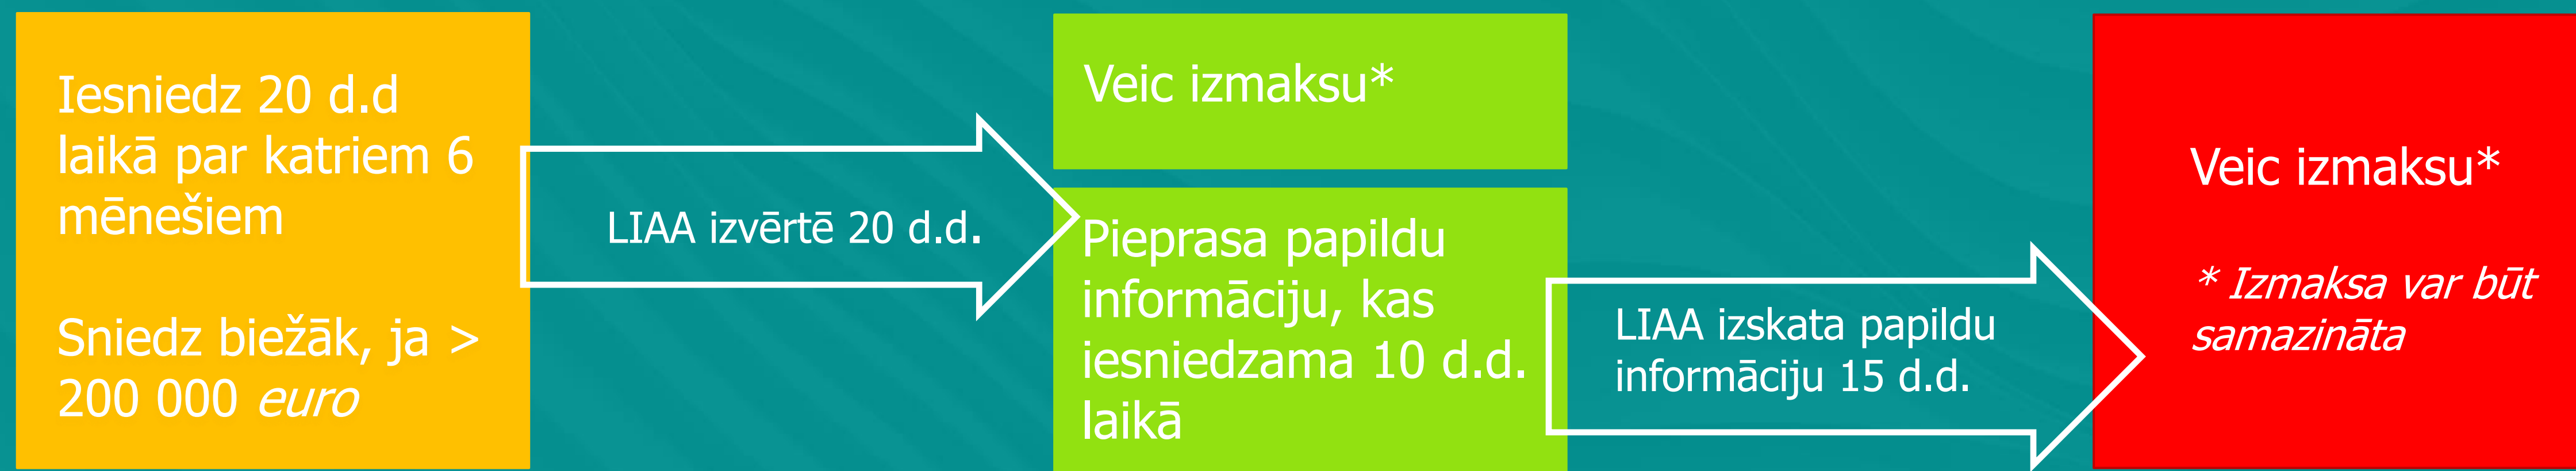 Iesniedz 20 d.d
laikā par katriem 6
mēnešiem
Sniedz biežāk, ja >
200 000 euro
LIAA izvērtē 20 d.d.
Veic izmaksu*
Pieprasa papildu
informāciju, kas
iesniedzama 10 d.d.
laikā
LIAA izskata papildu
informāciju 15 d.d.
Veic izmaksu*
* Izmaksa var būt
samazināta